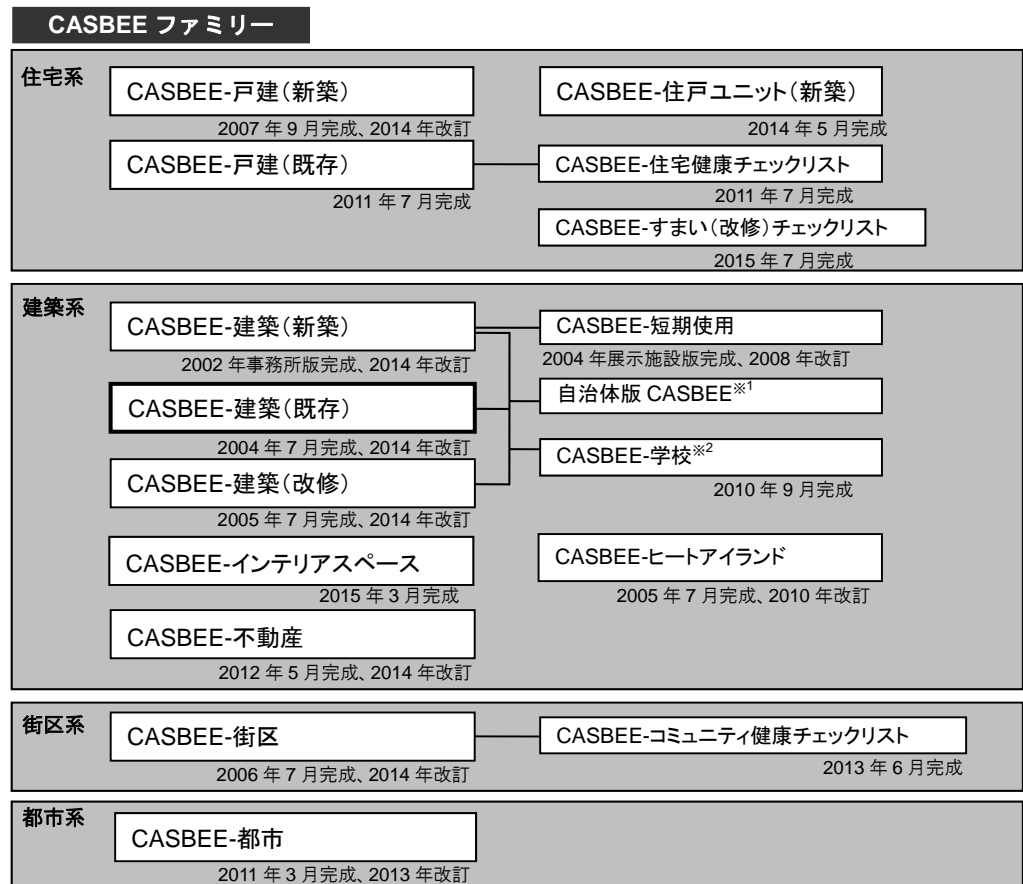 CASBEE ファミリー
住宅系
CASBEE-戸建（新築）
2007 年 9 月完成、2014 年改訂
CASBEE-住戸ユニット（新築）
2014 年 5 月完成
CASBEE-戸建（既存）
2011 年 7 月完成
CASBEE-住宅健康チェックリスト
2011 年 7 月完成
CASBEE-すまい（改修）チェックリスト
2015 年 7 月完成
建築系
CASBEE-建築（新築）
2002 年事務所版完成、2014 年改訂
CASBEE-短期使用
2004 年展示施設版完成、2008 年改訂
CASBEE-建築（既存）
2004 年 7 月完成、2014 年改訂
自治体版 CASBEE※1
CASBEE-学校※2
2010 年 9 月完成
CASBEE-建築（改修）
2005 年 7 月完成、2014 年改訂
CASBEE-インテリアスペース
2015 年 3 月完成
CASBEE-ヒートアイランド
2005 年 7 月完成、2010 年改訂
CASBEE-不動産
2012 年 5 月完成、2014 年改訂
街区系
CASBEE-街区
2006 年 7 月完成、2014 年改訂
CASBEE-コミュニティ健康チェックリスト
2013 年 6 月完成
都市系
CASBEE-都市
2011 年 3 月完成、2013 年改訂